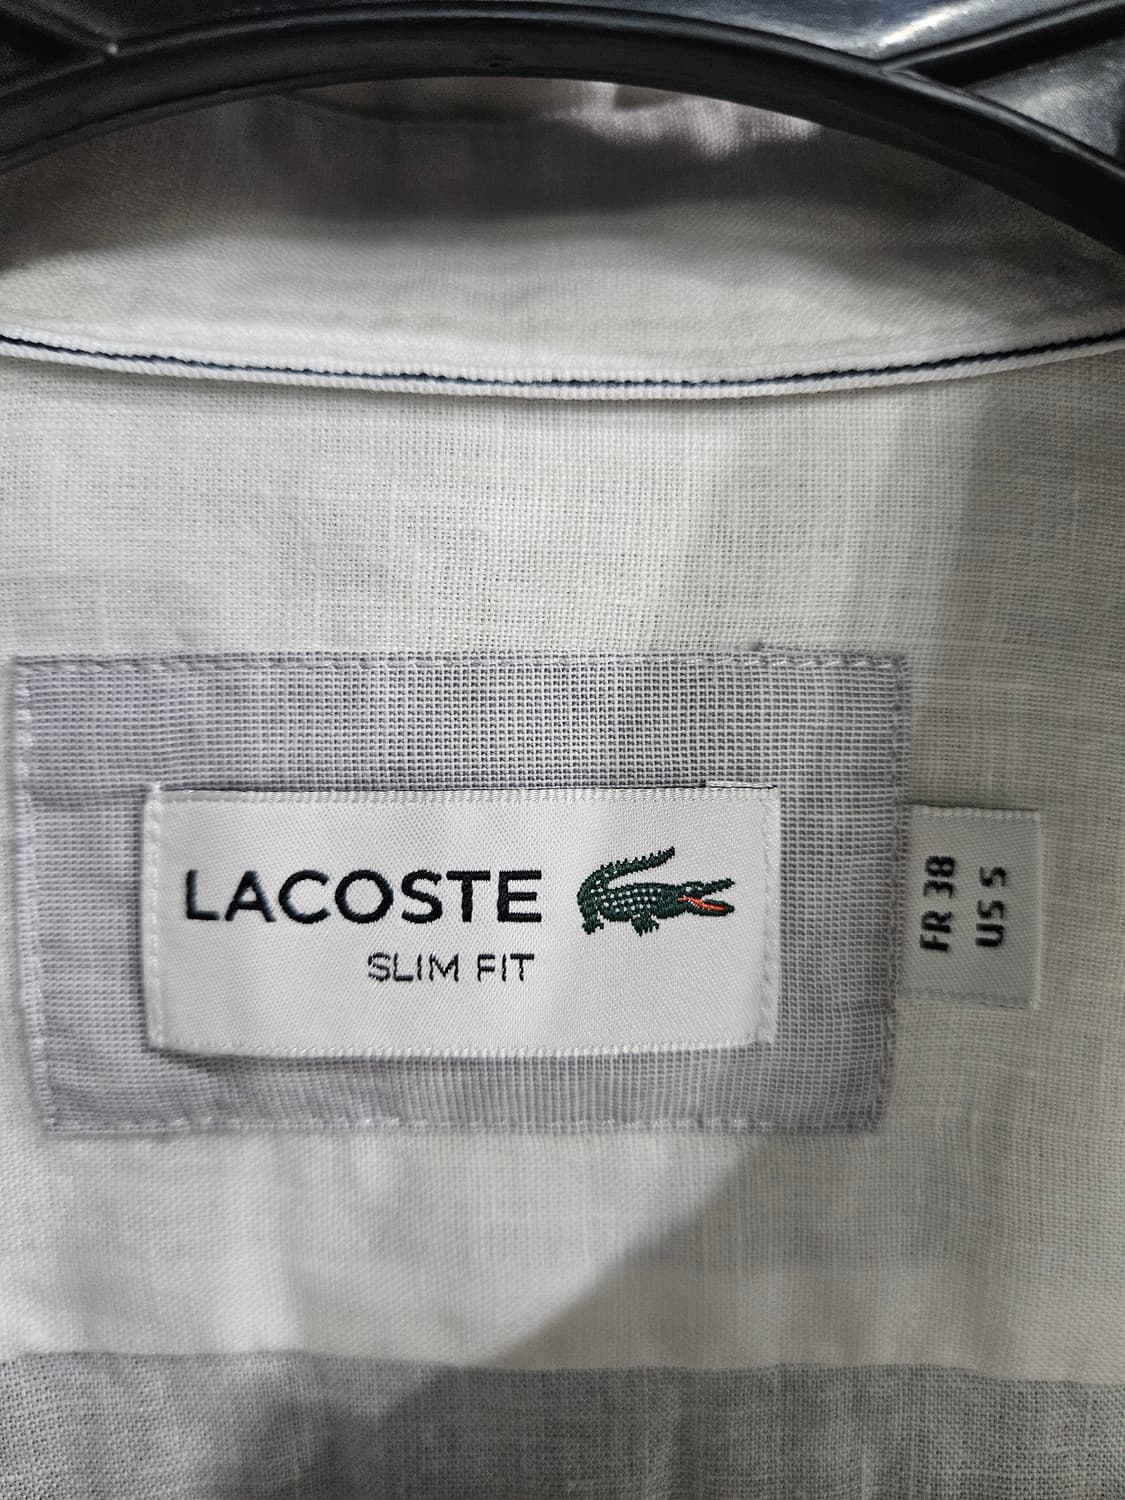 LACOSTE
SLIM FIT
FR 38
US S